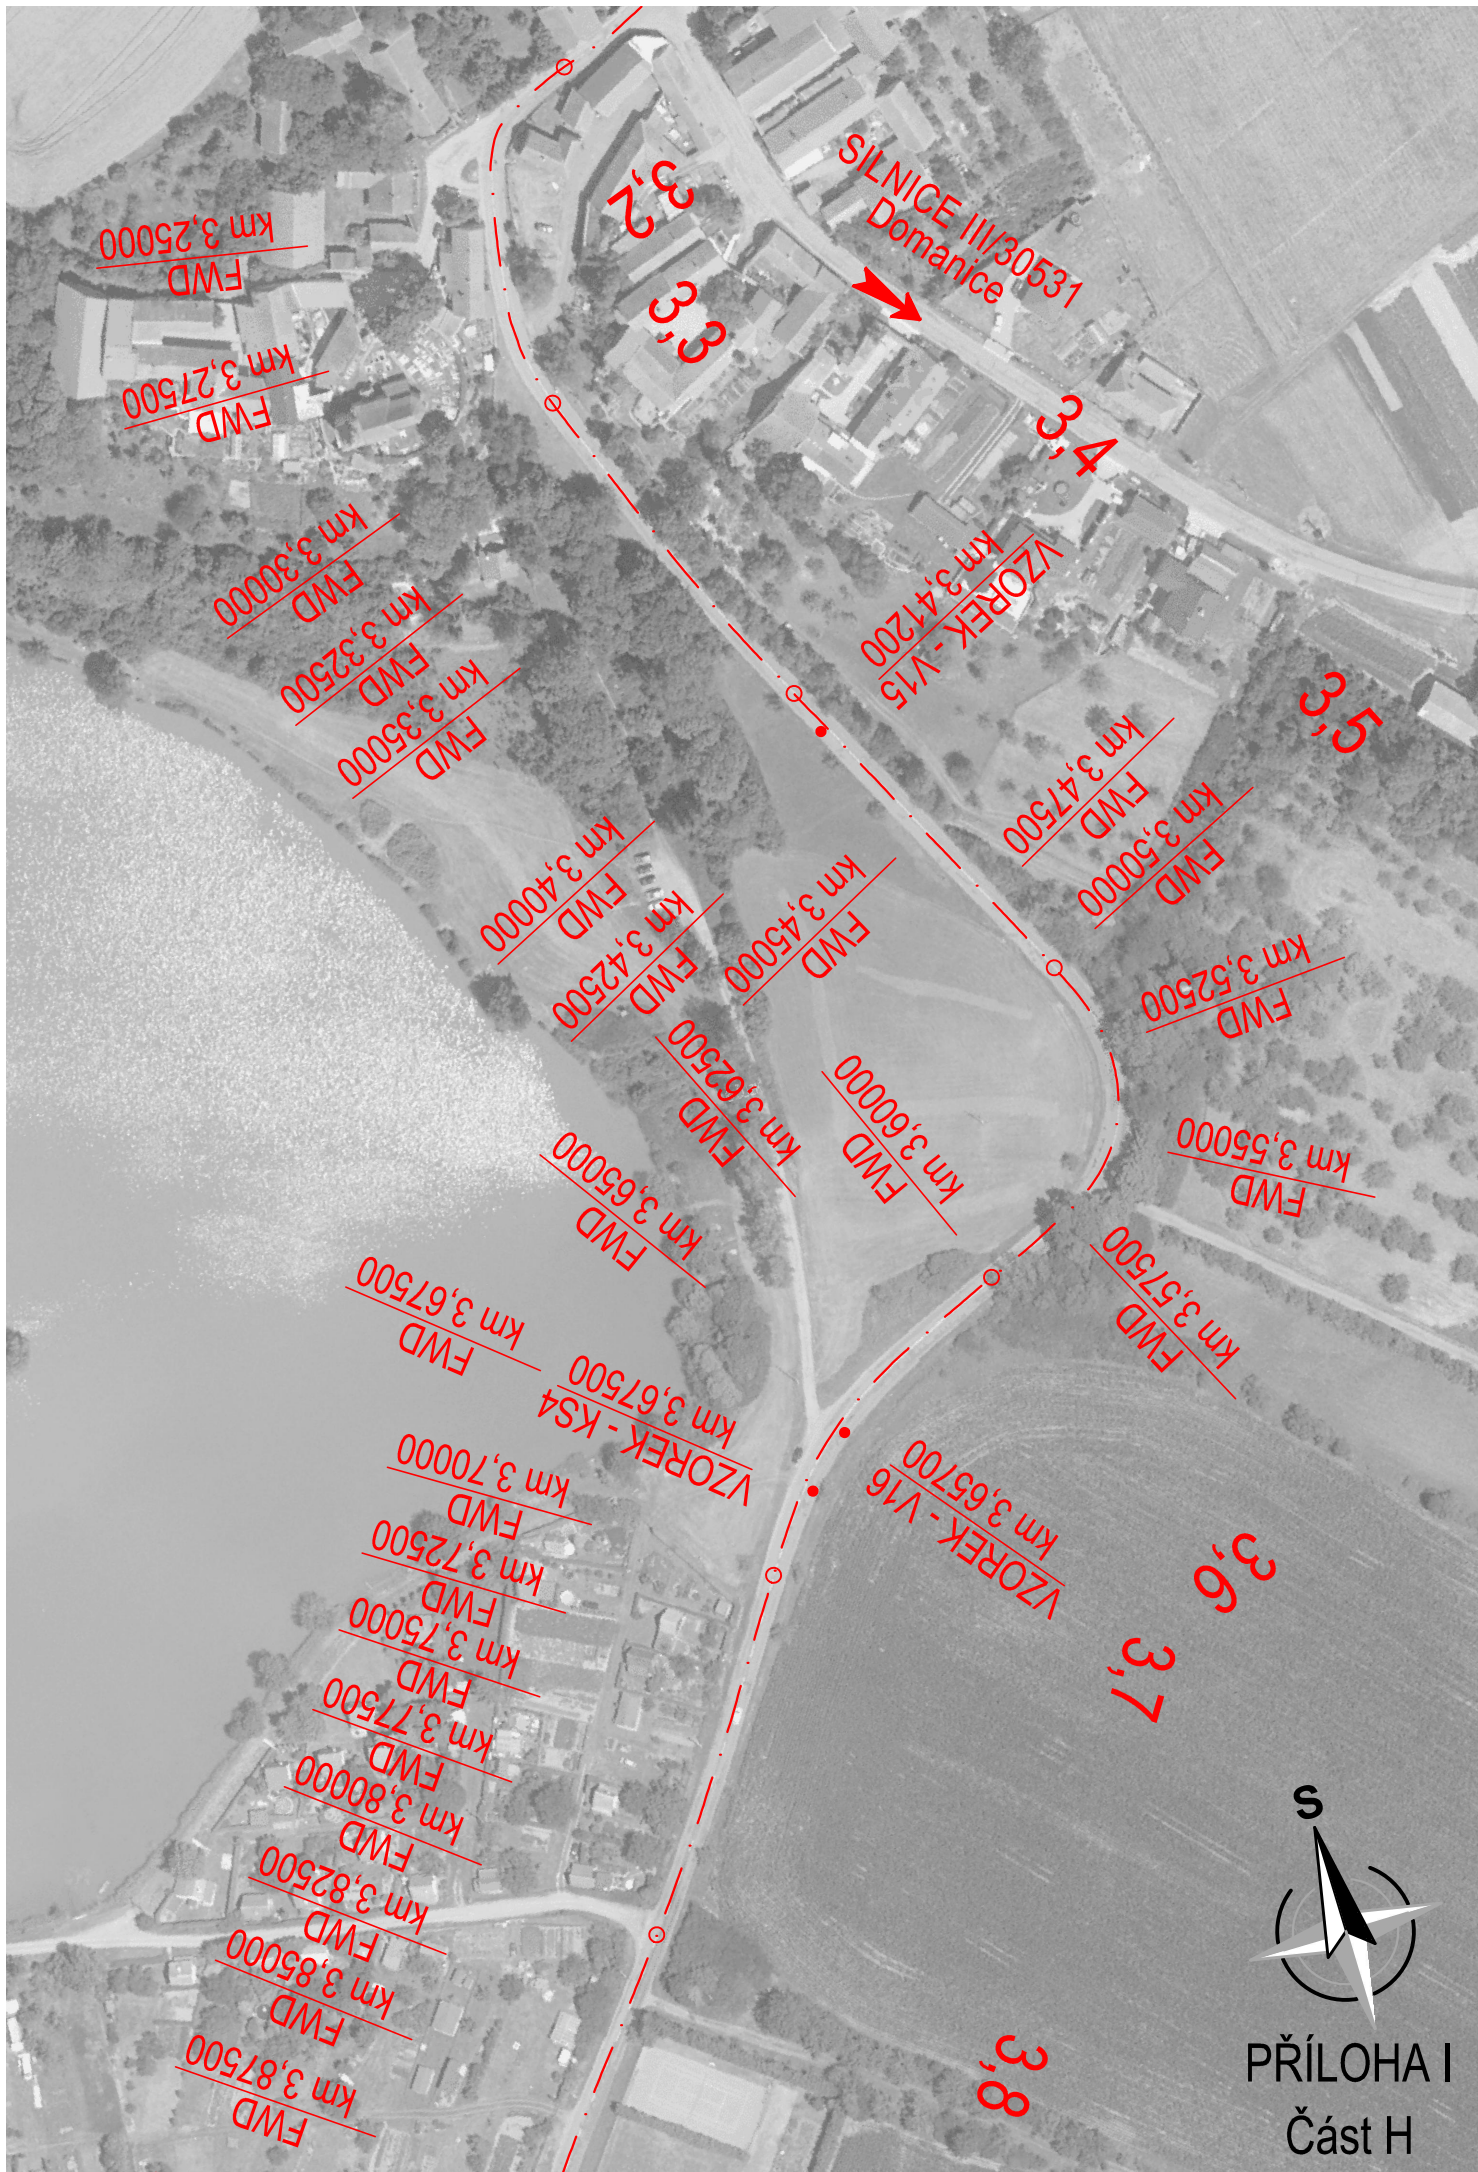 SILNICE III/30531
Domanice
3,2
3,3
3,4
3,5
3,6
3,7
3,8
FWD
km 3,25000
FWD
km 3,27500
FWD
km 3,30000
FWD
km 3,32500
FWD
km 3,35000
FWD
km 3,40000
VZOREK - V15
km 3,41200
FWD
km 3,42500
FWD
km 3,45000
FWD
km 3,47500
FWD
km 3,50000
FWD
km 3,52500
FWD
km 3,55000
FWD
km 3,57500
FWD
km 3,60000
FWD
km 3,62500
FWD
km 3,65000
VZOREK - V16
km 3,65700
FWD
km 3,67500
VZOREK - KS4
km 3,67500
FWD
km 3,70000
FWD
km 3,72500
FWD
km 3,75000
FWD
km 3,77500
FWD
km 3,80000
FWD
km 3,82500
FWD
km 3,85000
FWD
km 3,87500
S
PŘÍLOHA I
Část H